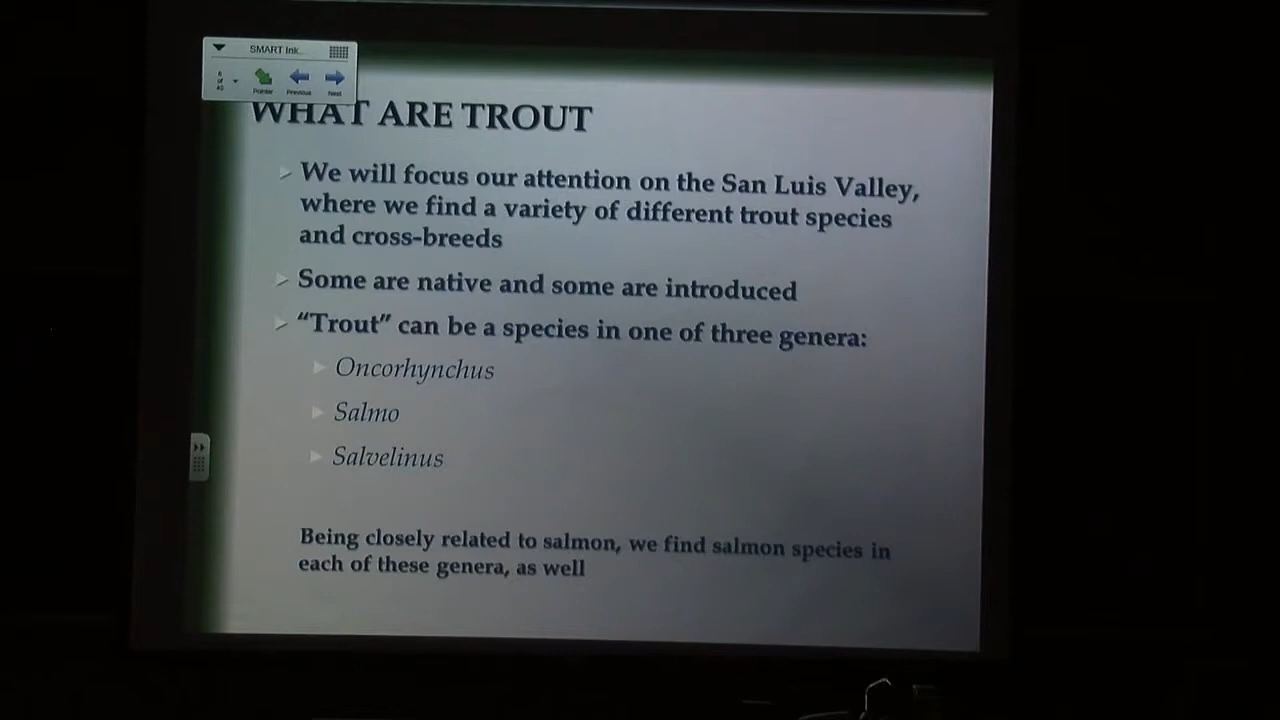 SMART Ink...
6
of
40
Pointer
Previous
Next
WHAT ARE TROUT
We will focus our attention on the San Luis Valley,
where we find a variety of different trout species
and cross-breeds
Some are native and some are introduced
“Trout” can be a species in one of three genera:
Oncorhynchus
Salmo
Salvelinus
Being closely related to salmon, we find salmon species in
each of these genera, as well